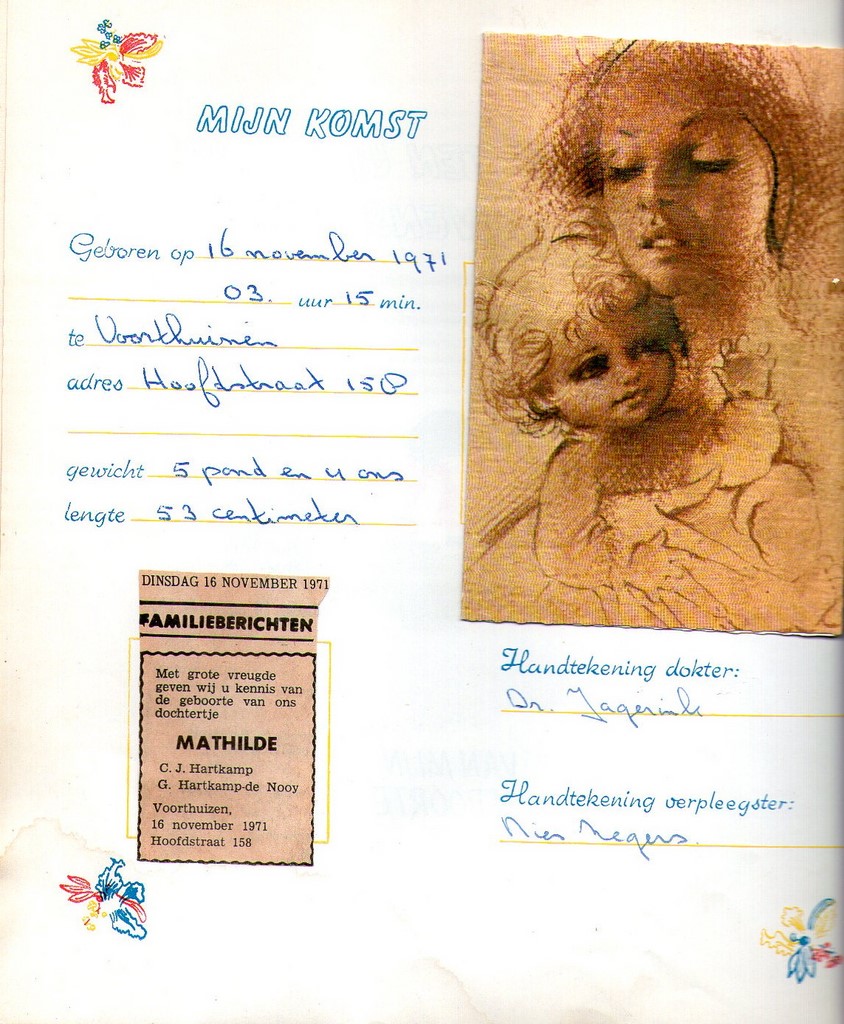 MIJN KOMST
Geboren op 16 november 1971
03. uur 15 min.
te Voorthuizen
adres Hoofdstraat 158
gewicht 5 pond en 4 ons
lengte 53 centimeter
DINSDAG 16 NOVEMBER 1971
FAMILIEBERICHTEN
Met grote vreugde
geven wij u kennis van
de geboorte van ons
dochtertje
MATHILDE
C. J. Hartkamp
G. Hartkamp-de Nooy
Voorthuizen,
16 november 1971
Hoofdstraat 158
Handtekening dokter:
Dr. Jagerink
Handtekening verpleegster: